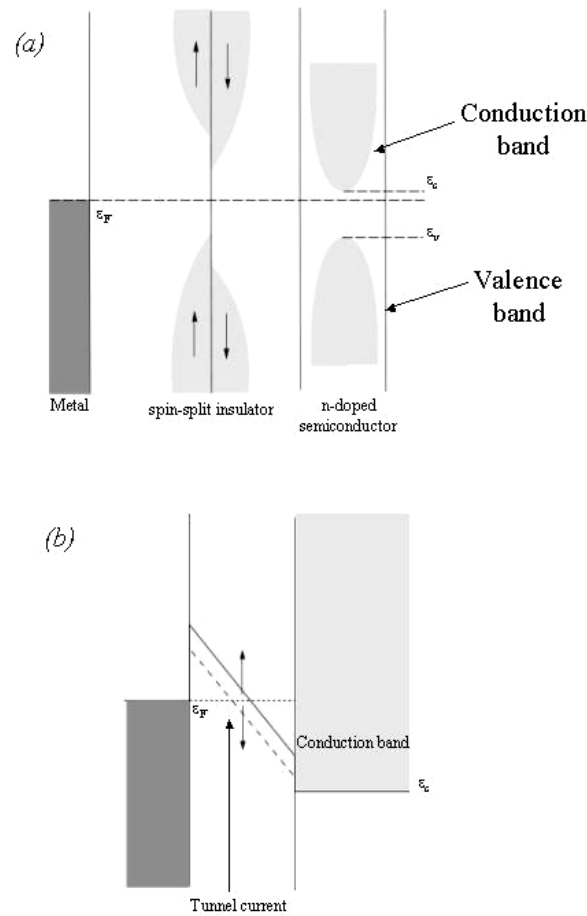 (a)
Conduction
band
ε_c
ε_F
ε_v
Valence
band
Metal
spin-split insulator
n-doped
semiconductor
(b)
ε_F
Conduction band
ε_c
Tunnel current